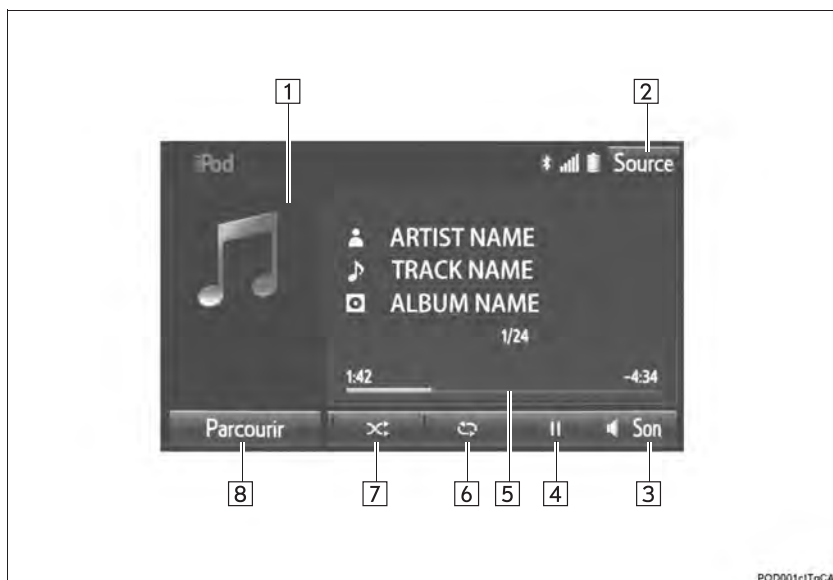 1
2
iPod
Source
ARTIST NAME
TRACK NAME
ALBUM NAME
1/24
1:42
-4:34
Parcourir
Son
8
7
6
5
4
3